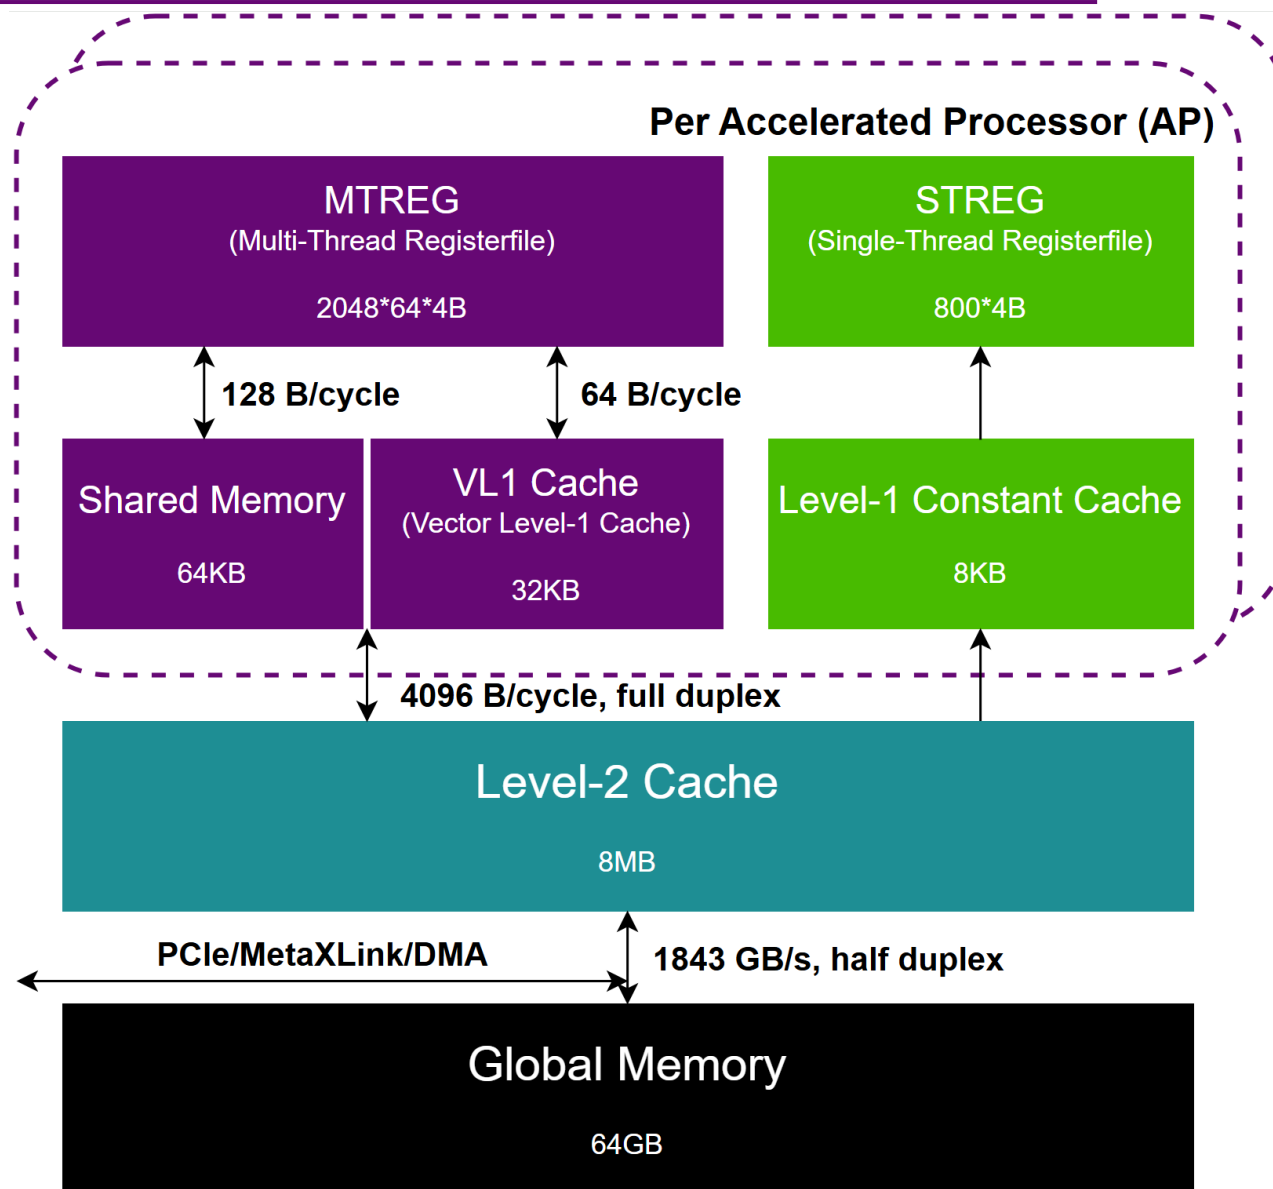 Per Accelerated Processor (AP)
MTREG
(Multi-Thread Registerfile)
2048*64*4B
STREG
(Single-Thread Registerfile)
800*4B
128 B/cycle
64 B/cycle
Shared Memory
64KB
VL1 Cache
(Vector Level-1 Cache)
32KB
Level-1 Constant Cache
8KB
4096 B/cycle, full duplex
Level-2 Cache
8MB
PCIe/MetaXLink/DMA
1843 GB/s, half duplex
Global Memory
64GB